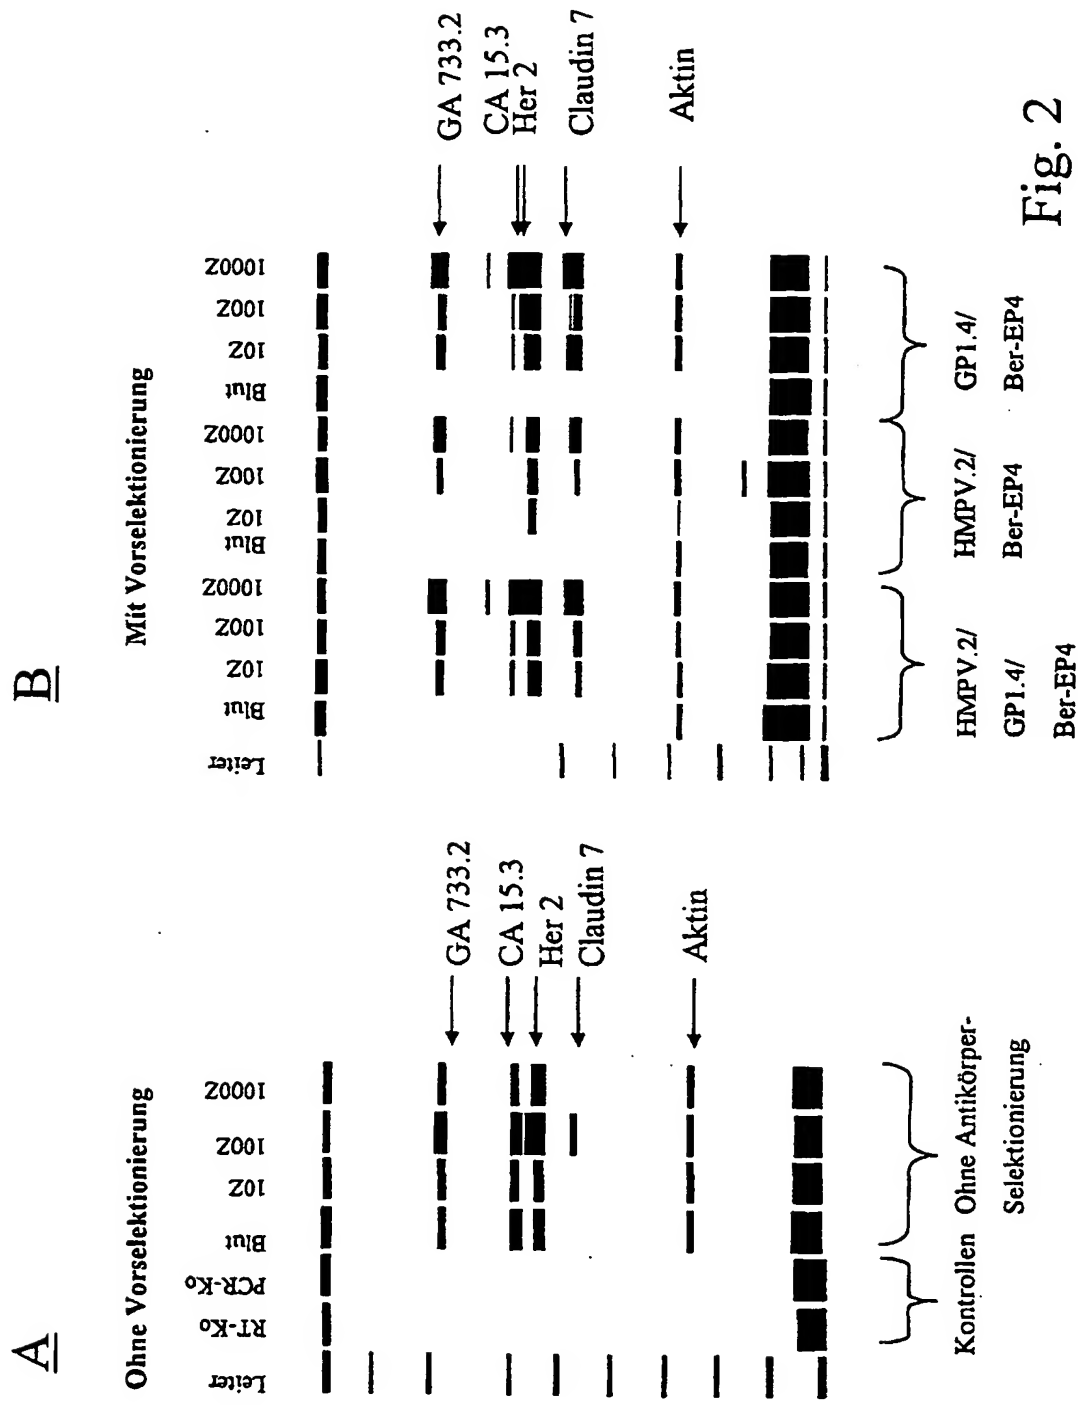 A
Ohne Vorselektionierung
Leiter
RT-Ko
PCR-Ko
Blut
10Z
100Z
1000Z
GA 733.2
CA 15.3
Her 2
Claudin 7
Aktin
Kontrollen
Ohne Antikörper-
Selektionierung
B
Mit Vorselektionierung
Leiter
Blut
10Z
100Z
1000Z
Blut
10Z
100Z
1000Z
Blut
10Z
100Z
1000Z
GA 733.2
CA 15.3
Her 2
Claudin 7
Aktin
HMPV.2/
GP1.4/
Ber-EP4
HMPV.2/
Ber-EP4
GP1.4/
Ber-EP4
Fig. 2